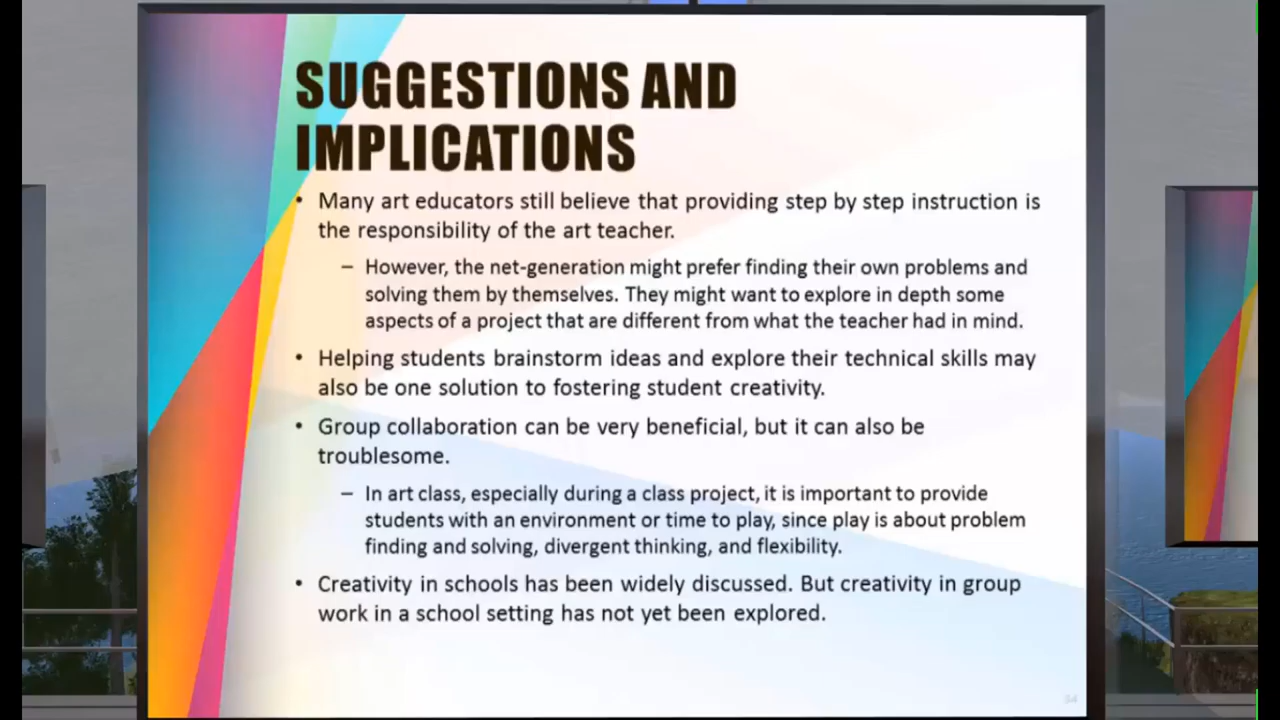 SUGGESTIONS AND
IMPLICATIONS
• Many art educators still believe that providing step by step instruction is
the responsibility of the art teacher.
– However, the net-generation might prefer finding their own problems and
solving them by themselves. They might want to explore in depth some
aspects of a project that are different from what the teacher had in mind.
• Helping students brainstorm ideas and explore their technical skills may
also be one solution to fostering student creativity.
• Group collaboration can be very beneficial, but it can also be
troublesome.
– In art class, especially during a class project, it is important to provide
students with an environment or time to play, since play is about problem
finding and solving, divergent thinking, and flexibility.
• Creativity in schools has been widely discussed. But creativity in group
work in a school setting has not yet been explored.